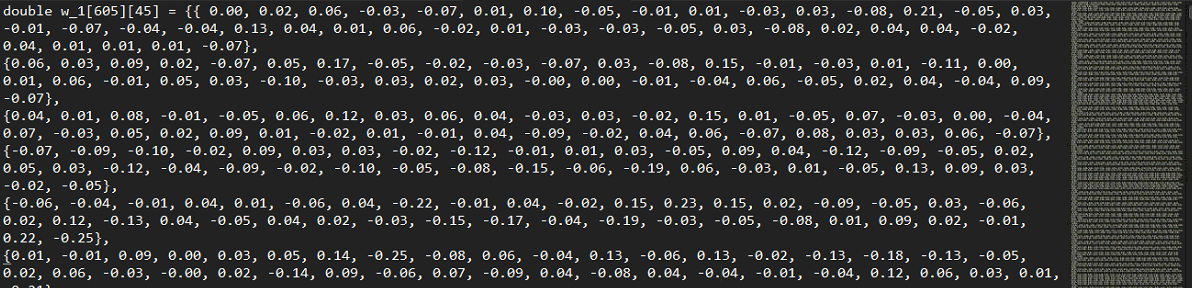 double w_1[605][45] = {{ 0.00, 0.02, 0.06, -0.03, -0.07, 0.01, 0.10, -0.05, -0.01, 0.01, -0.03, 0.03, -0.08, 0.21, -0.05, 0.03,
-0.01, -0.07, -0.04, -0.04, 0.13, 0.04, 0.01, 0.06, -0.02, 0.01, -0.03, -0.03, -0.05, 0.03, -0.08, 0.02, 0.04, 0.04, -0.02,
0.04, 0.01, 0.01, 0.01, -0.07},
{0.06, 0.03, 0.09, 0.02, -0.07, 0.05, 0.17, -0.05, -0.02, -0.03, -0.07, 0.03, -0.08, 0.15, -0.01, -0.03, 0.01, -0.11, 0.00,
0.01, 0.06, -0.01, 0.05, 0.03, -0.10, -0.03, 0.03, -0.02, 0.03, -0.00, 0.00, -0.01, -0.04, 0.06, -0.05, 0.02, 0.04, -0.04, 0.09,
-0.07},
{0.04, 0.01, 0.08, -0.01, -0.05, 0.06, 0.12, 0.03, 0.06, 0.04, -0.03, 0.03, -0.02, 0.15, 0.01, -0.05, 0.07, -0.03, 0.00, -0.04,
0.07, -0.03, 0.05, 0.02, 0.09, 0.01, -0.02, 0.01, -0.01, 0.04, -0.09, -0.02, 0.04, 0.06, -0.07, 0.08, 0.03, 0.03, 0.06, -0.07},
{-0.07, -0.09, -0.10, -0.02, 0.09, 0.03, 0.03, -0.02, -0.12, -0.01, 0.01, 0.03, -0.05, 0.09, 0.04, -0.12, -0.09, -0.05, 0.02,
0.05, 0.03, -0.12, -0.04, -0.09, -0.02, -0.10, -0.05, -0.08, -0.15, -0.06, -0.19, 0.06, -0.03, 0.01, -0.05, 0.13, 0.09, 0.03,
-0.02, -0.05},
{-0.06, -0.04, -0.01, 0.04, 0.01, -0.06, 0.04, -0.22, -0.01, 0.04, -0.02, 0.15, 0.23, 0.15, 0.02, -0.09, -0.05, 0.03, -0.06,
0.02, 0.12, -0.13, 0.04, -0.05, 0.04, 0.02, -0.03, -0.15, -0.17, -0.04, -0.19, -0.03, -0.05, -0.08, 0.01, 0.09, 0.02, -0.01,
0.22, -0.25},
{0.01, -0.01, 0.09, 0.00, 0.03, 0.05, 0.14, -0.25, -0.08, 0.06, -0.04, 0.13, -0.06, 0.13, -0.02, -0.13, -0.18, -0.13, -0.05,
0.02, 0.06, -0.03, -0.00, 0.02, -0.14, 0.09, -0.06, 0.07, -0.09, 0.04, -0.08, 0.04, -0.04, -0.01, -0.04, 0.12, 0.06, 0.03, 0.01,